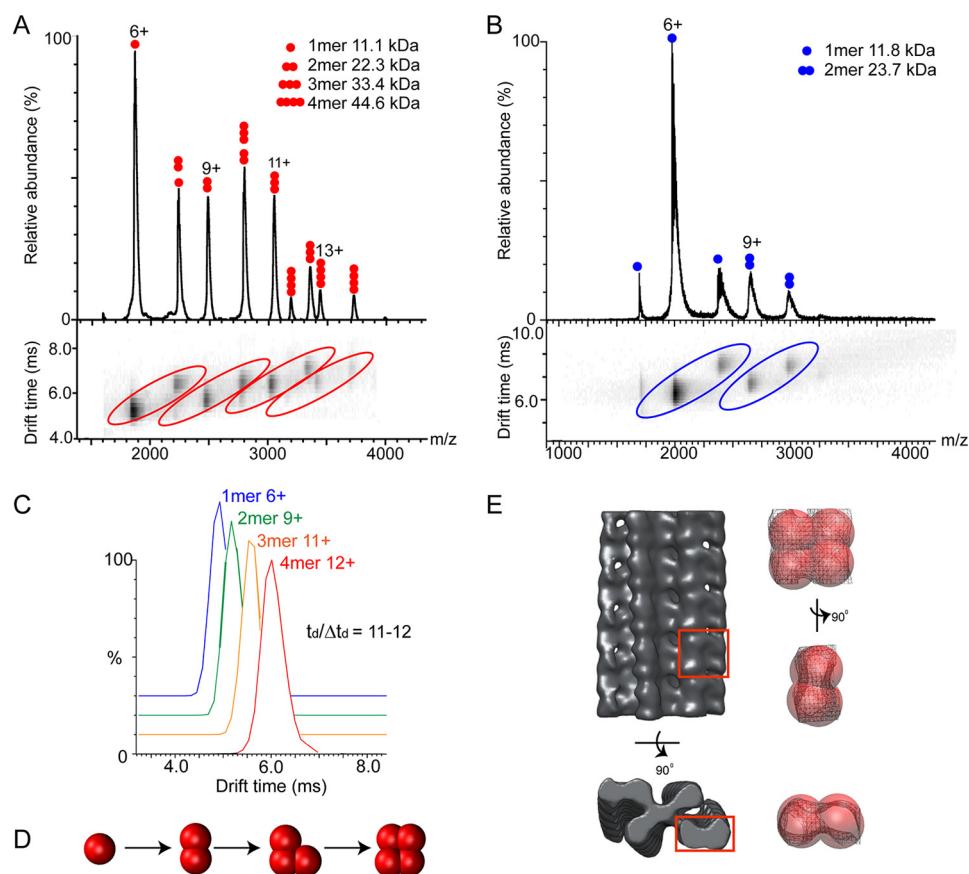 A
6+
100
Relative abundance (%)
0
1mer 11.1 kDa
2mer 22.3 kDa
3mer 33.4 kDa
4mer 44.6 kDa
9+
11+
13+
8.0
6.0
4.0
Drift time (ms)
2000
3000
4000
m/z
B
6+
100
Relative abundance (%)
0
1mer 11.8 kDa
2mer 23.7 kDa
9+
10.0
6.0
Drift time (ms)
1000
2000
3000
4000
m/z
C
1mer 6+
2mer 9+
3mer 11+
4mer 12+
100
%
0
td/Δtd = 11-12
4.0
6.0
8.0
Drift time (ms)
D
E
90°
90°